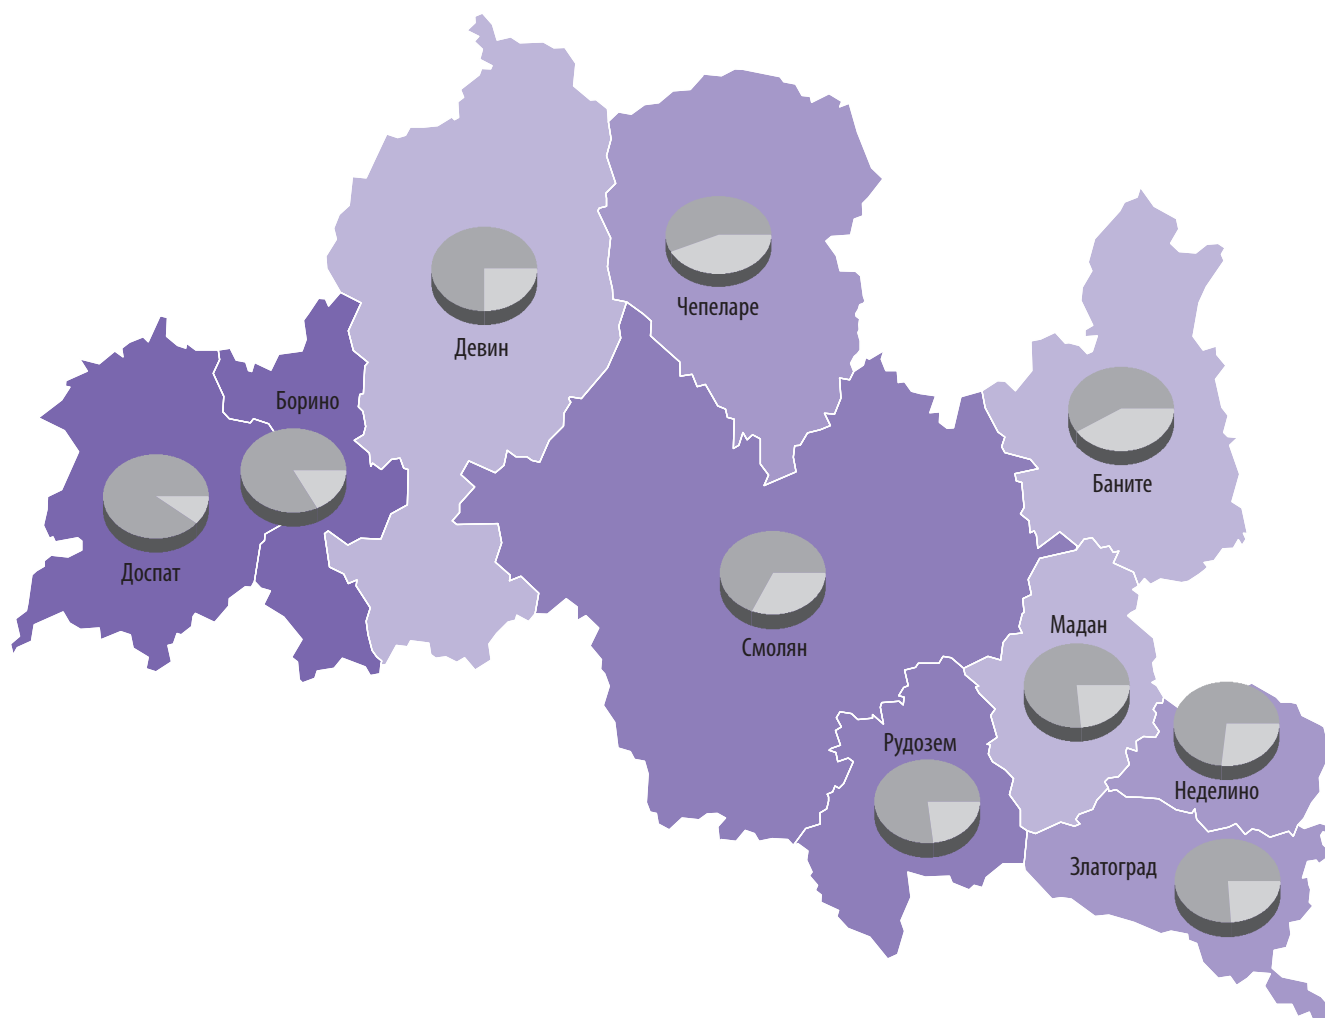 Чепеларе
Девин
Борино
Баните
Доспат
Мадан
Смолян
Рудозем
Неделино
Златоград